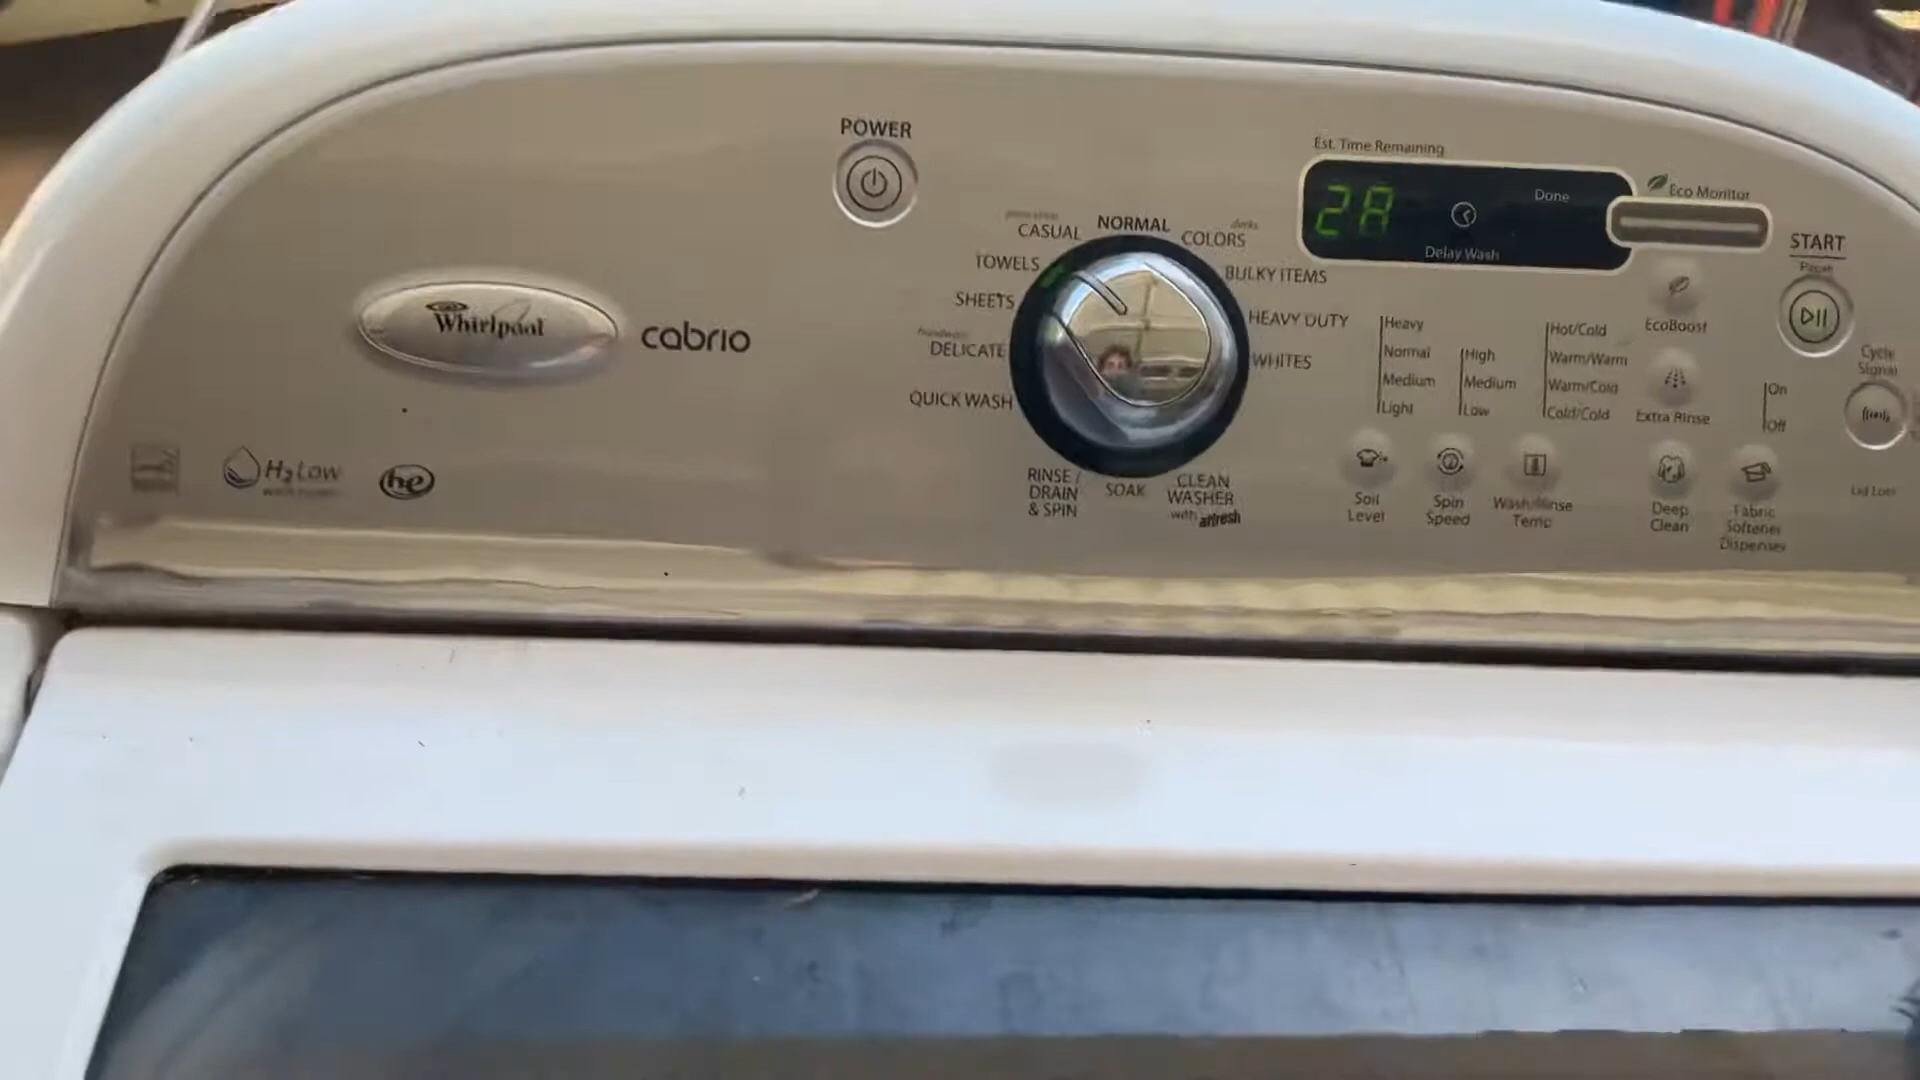 POWER
Est. Time Remaining
28
Done
Delay Wash
Eco Monitor
START
Pause
CASUAL
NORMAL
darks
COLORS
TOWELS
BULKY ITEMS
SHEETS
HEAVY DUTY
DELICATE
WHITES
QUICK WASH
RINSE /
DRAIN
& SPIN
SOAK
CLEAN
WASHER
with affresh
Whirlpool
cabrio
H2Low
he
Heavy
Normal
Medium
Light
High
Medium
Low
Hot/Cold
Warm/Warm
Warm/Cold
Cold/Cold
EcoBoost
Extra Rinse
On
Off
Cycle
Signal
Soil
Level
Spin
Speed
Wash/Rinse
Temp
Deep
Clean
Fabric
Softener
Dispenser